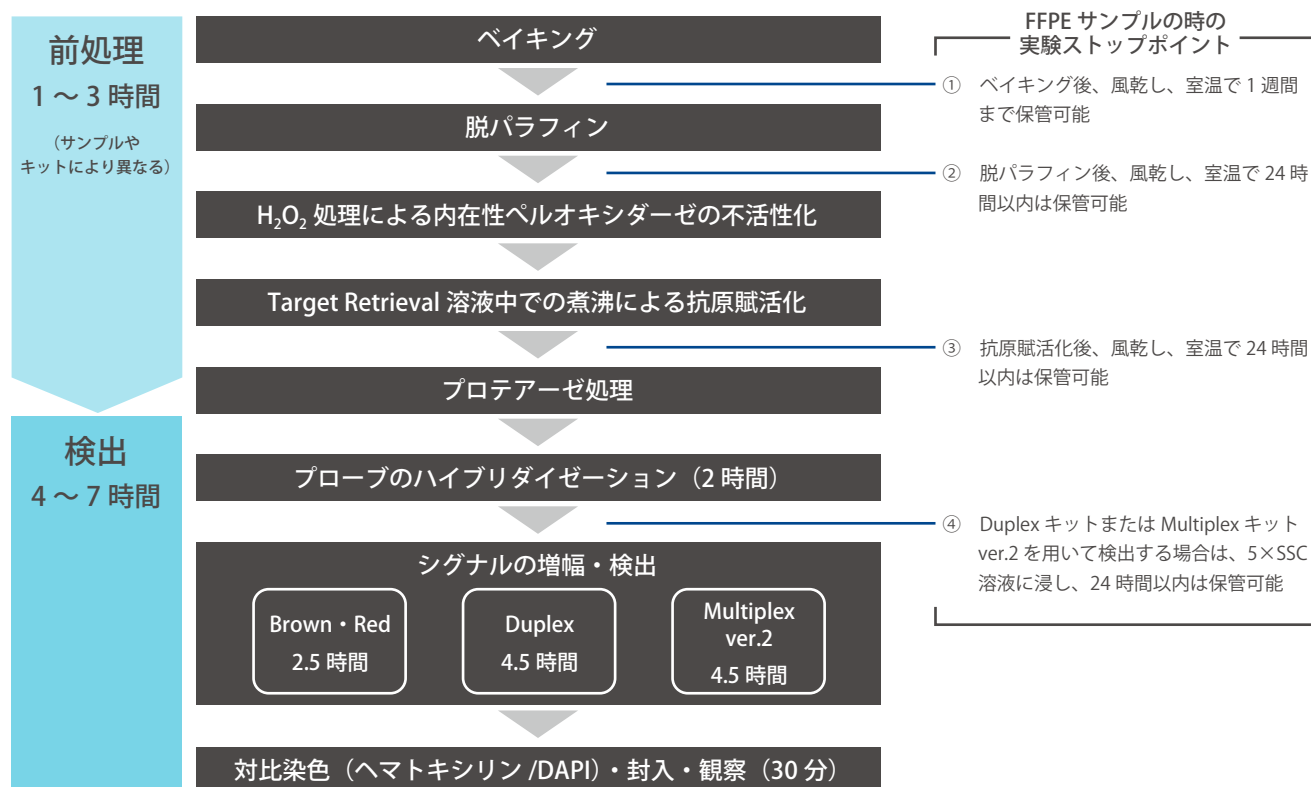 前処理
1 〜 3 時間
（サンプルや
キットにより異なる）
ベイキング
脱パラフィン
H₂O₂ 処理による内在性ペルオキシダーゼの不活性化
Target Retrieval 溶液中での煮沸による抗原賦活化
プロテアーゼ処理
検出
4 〜 7 時間
プローブのハイブリダイゼーション（2 時間）
シグナルの増幅・検出
Brown・Red
2.5 時間
Duplex
4.5 時間
Multiplex
ver.2
4.5 時間
対比染色（ヘマトキシリン /DAPI）・封入・観察（30 分）
FFPE サンプルの時の
実験ストップポイント
① ベイキング後、風乾し、室温で 1 週間
まで保管可能
② 脱パラフィン後、風乾し、室温で 24 時
間以内は保管可能
③ 抗原賦活化後、風乾し、室温で 24 時間
以内は保管可能
④ Duplex キットまたは Multiplex キット
ver.2 を用いて検出する場合は、5×SSC
溶液に浸し、24 時間以内は保管可能